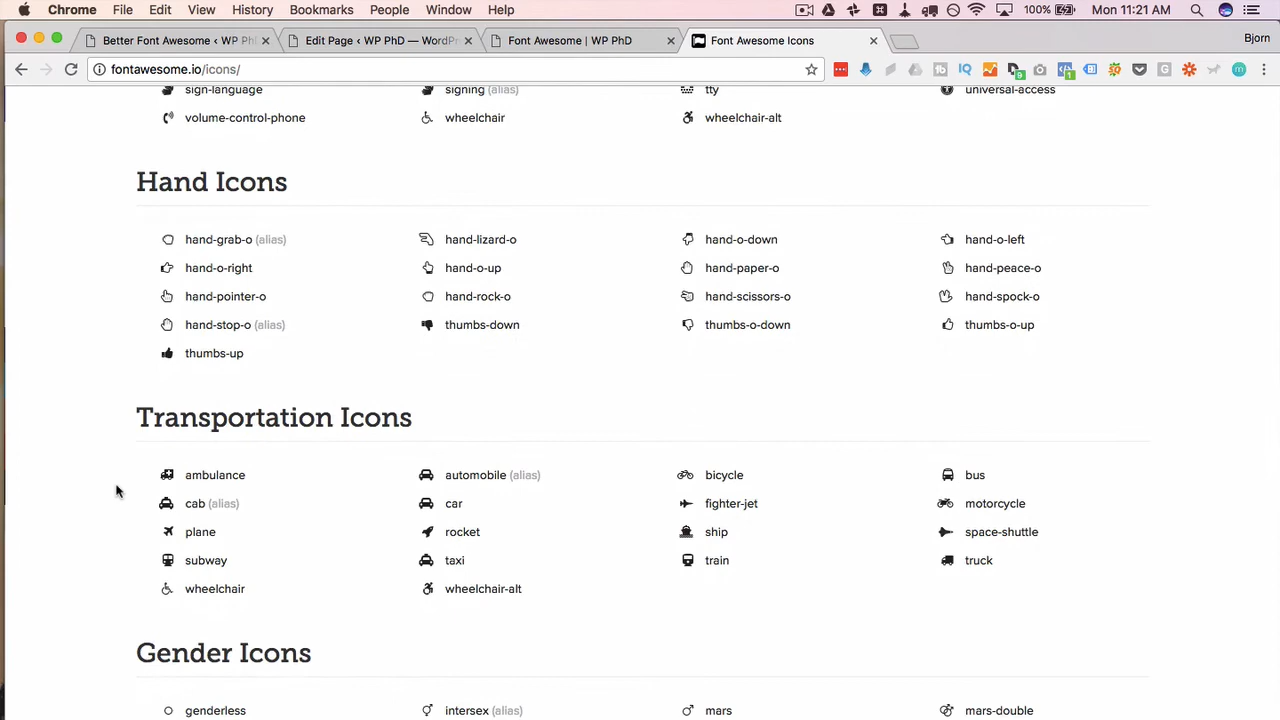 Chrome File Edit View History Bookmarks People Window Help 100% Mon 11:21 AM
Better Font Awesome ‹ WP Ph Edit Page ‹ WP PhD — WordPr Font Awesome | WP PhD Font Awesome Icons Bjorn
fontawesome.io/icons/
sign-language signing (alias) tty universal-access
volume-control-phone wheelchair wheelchair-alt
Hand Icons
hand-grab-o (alias) hand-lizard-o hand-o-down hand-o-left
hand-o-right hand-o-up hand-paper-o hand-peace-o
hand-pointer-o hand-rock-o hand-scissors-o hand-spock-o
hand-stop-o (alias) thumbs-down thumbs-o-down thumbs-o-up
thumbs-up
Transportation Icons
ambulance automobile (alias) bicycle bus
cab (alias) car fighter-jet motorcycle
plane rocket ship space-shuttle
subway taxi train truck
wheelchair wheelchair-alt
Gender Icons
genderless intersex (alias) mars mars-double